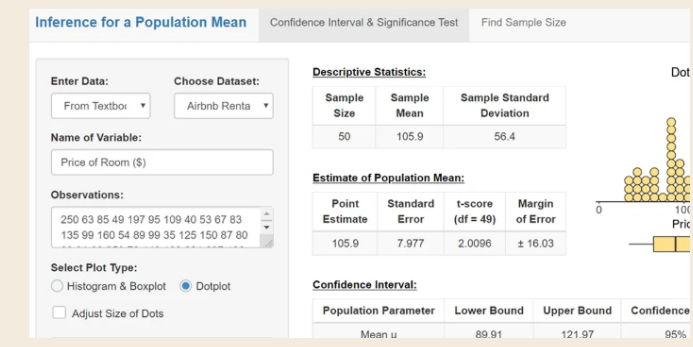 Inference for a Population Mean
Confidence Interval & Significance Test
Find Sample Size
Enter Data:
Choose Dataset:
From Textbo
Airbnb Renta
Name of Variable:
Price of Room ($)
Observations:
250 63 85 49 197 95 109 40 53 67 83
135 99 160 54 89 99 35 125 150 87 80
Select Plot Type:
Histogram & Boxplot
Dotplot
Adjust Size of Dots
Descriptive Statistics:
Sample Size
Sample Mean
Sample Standard Deviation
50
105.9
56.4
Estimate of Population Mean:
Point Estimate
Standard Error
t-score (df = 49)
Margin of Error
105.9
7.977
2.0096
± 16.03
Confidence Interval:
Population Parameter
Lower Bound
Upper Bound
Confidence
Mean μ
89.91
121.97
95%
Dot
0
100
Pric